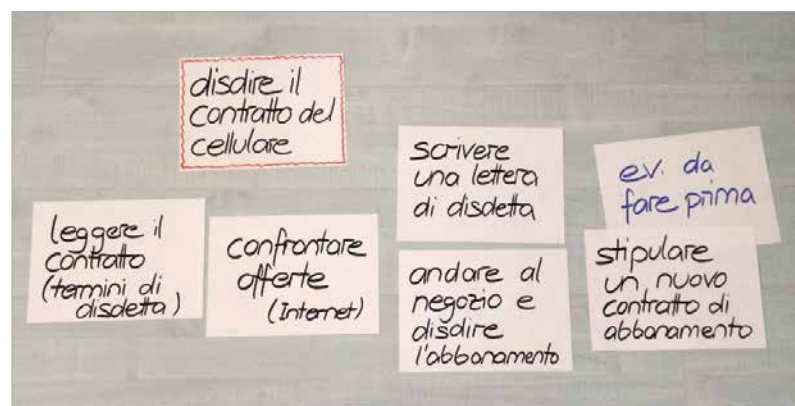 disdire il
contratto del
cellulare
leggere il
contratto
(termini di
disdetta)
confrontare
offerte
(Internet)
scrivere
una lettera
di disdetta
andare al
negozio e
disdire
l'abbonamento
ev. da
fare prima
stipulare
un nuovo
contratto di
abbonamento